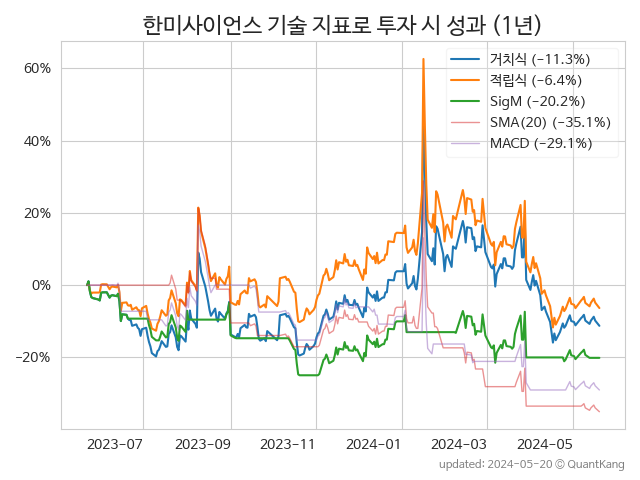 한미사이언스 기술 지표로 투자 시 성과 (1년)
거치식 (−11.3%)
적립식 (−6.4%)
SigM (−20.2%)
SMA(20) (−35.1%)
MACD (−29.1%)
60%
40%
20%
0%
−20%
2023-07
2023-09
2023-11
2024-01
2024-03
2024-05
updated: 2024-05-20 © QuantKang